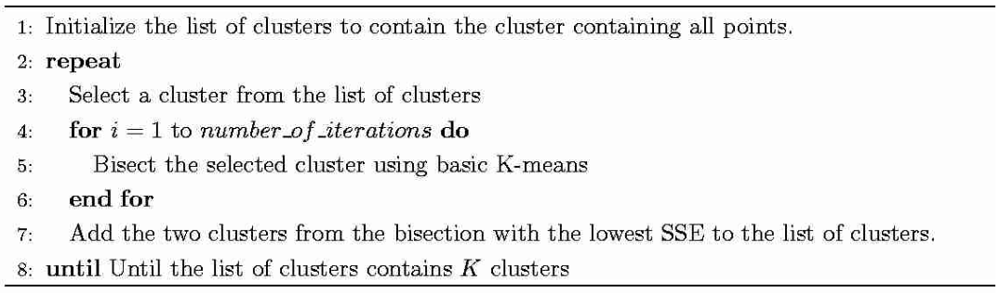 1: Initialize the list of clusters to contain the cluster containing all points.
2: repeat
3: Select a cluster from the list of clusters
4: for i = 1 to number_of_iterations do
5: Bisect the selected cluster using basic K-means
6: end for
7: Add the two clusters from the bisection with the lowest SSE to the list of clusters.
8: until Until the list of clusters contains K clusters